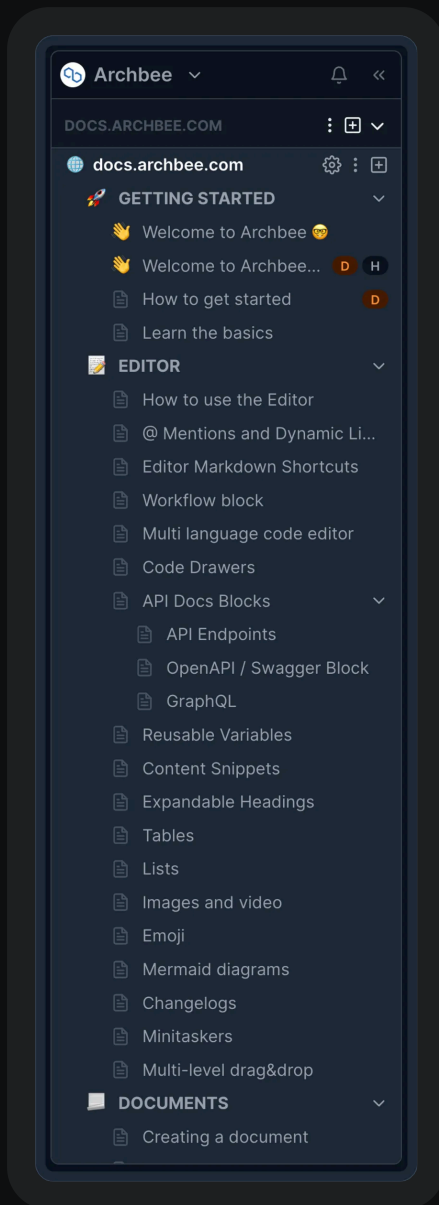 Archbee
DOCS.ARCHBEE.COM
docs.archbee.com
GETTING STARTED
Welcome to Archbee 🤓
Welcome to Archbee... D H
How to get started D
Learn the basics
EDITOR
How to use the Editor
@ Mentions and Dynamic Li...
Editor Markdown Shortcuts
Workflow block
Multi language code editor
Code Drawers
API Docs Blocks
API Endpoints
OpenAPI / Swagger Block
GraphQL
Reusable Variables
Content Snippets
Expandable Headings
Tables
Lists
Images and video
Emoji
Mermaid diagrams
Changelogs
Minitaskers
Multi-level drag&drop
DOCUMENTS
Creating a document